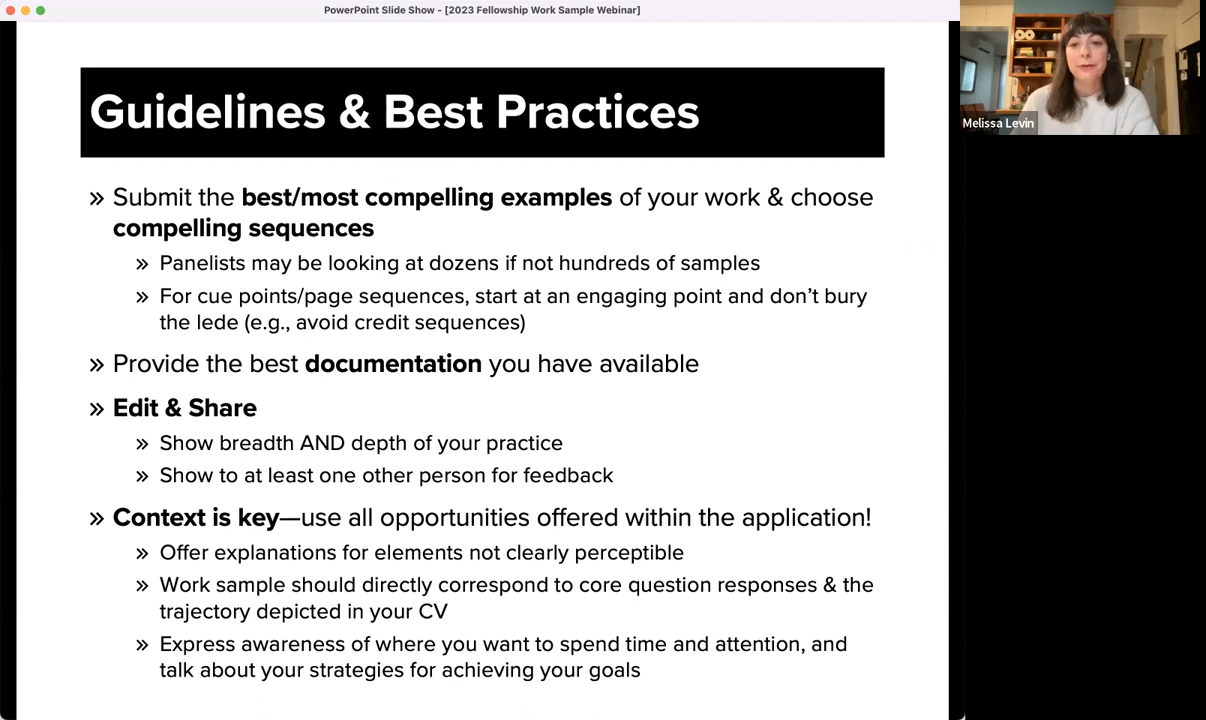 PowerPoint Slide Show - [2023 Fellowship Work Sample Webinar]
Guidelines & Best Practices
» Submit the best/most compelling examples of your work & choose
compelling sequences
» Panelists may be looking at dozens if not hundreds of samples
» For cue points/page sequences, start at an engaging point and don’t bury
the lede (e.g., avoid credit sequences)
» Provide the best documentation you have available
» Edit & Share
» Show breadth AND depth of your practice
» Show to at least one other person for feedback
» Context is key—use all opportunities offered within the application!
» Offer explanations for elements not clearly perceptible
» Work sample should directly correspond to core question responses & the
trajectory depicted in your CV
» Express awareness of where you want to spend time and attention, and
talk about your strategies for achieving your goals
Melissa Levin